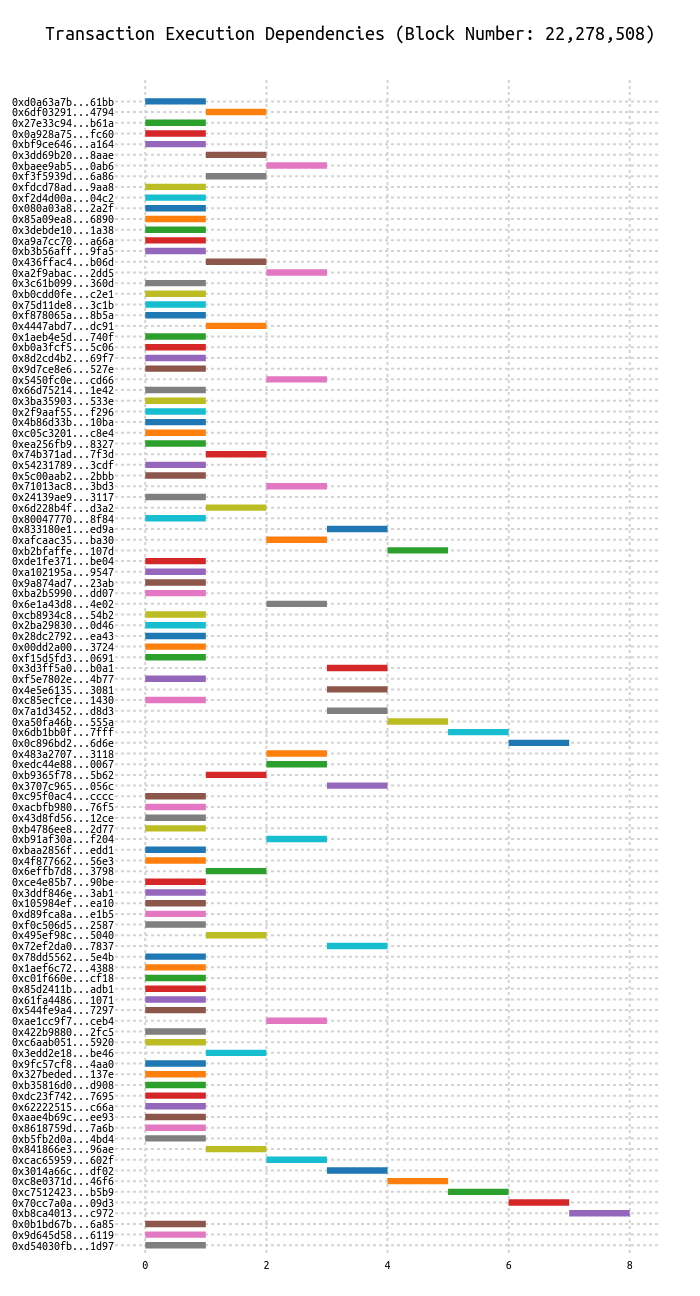 Transaction Execution Dependencies (Block Number: 22,278,508)
0xd0a63a7b...61bb
0x6df03291...4794
0x27e33c94...b61a
0x0a928a75...fc60
0xbf9ce646...a164
0x3dd69b20...8aae
0xbaee9ab5...0ab6
0xf3f5939d...6a86
0xfdcd78ad...9aa8
0xf2d4d00a...04c2
0x080a03a8...2a2f
0x85a09ea8...6890
0x3debde10...1a38
0xa9a7cc70...a66a
0xb3b56aff...9fa5
0x436ffac4...b06d
0xa2f9abac...2dd5
0x3c61b099...360d
0xb0cdd0fe...c2e1
0x75d11de8...3c1b
0xf878065a...8b5a
0x4447abd7...dc91
0x1aeb4e5d...740f
0xb0a3fcf5...5c06
0x8d2cd4b2...69f7
0x9d7ce8e6...527e
0x5450fc0e...cd66
0x66d75214...1e42
0x3ba35903...533e
0x2f9aaf55...f296
0x4b86d33b...10ba
0xc05c3201...c8e4
0xea256fb9...8327
0x74b371ad...7f3d
0x54231789...3cdf
0x5c00aab2...2bbb
0x71013ac8...3bd3
0x24139ae9...3117
0x6d228b4f...d3a2
0x80047770...8f84
0x833180e1...ed9a
0xafcaac35...ba30
0xb2bfaffe...107d
0xde1fe371...be04
0xa102195a...9547
0x9a874ad7...23ab
0xba2b5990...dd07
0x6e1a43d8...4e02
0xcb8934c8...54b2
0x2ba29830...0d46
0x28dc2792...ea43
0x00dd2a00...3724
0xf15d5fd3...0691
0x3d3ff5a0...b0a1
0xf5e7802e...4b77
0x4e5e6135...3081
0xc85ecfce...1430
0x7a1d3452...d8d3
0xa50fa46b...555a
0x6db1bb0f...7fff
0x0c896bd2...6d6e
0x483a2707...3118
0xedc44e88...0067
0xb9365f78...5b62
0x3707c965...056c
0xc95f0ac4...cccc
0xacbfb980...76f5
0x43d8fd56...12ce
0xb4786ee8...2d77
0xb91af30a...f204
0xbaa2856f...edd1
0x4f877662...56e3
0x6effb7d8...3798
0xce4e85b7...90be
0x3ddf846e...3ab1
0x105984ef...ea10
0xd89fca8a...e1b5
0xf0c506d5...2587
0x495ef98c...5040
0x72ef2da0...7837
0x78dd5562...5e4b
0x1aef6c72...4388
0xc01f660e...cf18
0x85d2411b...adb1
0x61fa4486...1071
0x544fe9a4...7297
0xae1cc9f7...ceb4
0x422b9880...2fc5
0xc6aab051...5920
0x3edd2e18...be46
0x9fc57cf8...4aa0
0x327beded...137e
0xb35816d0...d908
0xdc23f742...7695
0x62222515...c66a
0xaae4b69c...ee93
0x8618759d...7a6b
0xb5fb2d0a...4bd4
0x841866e3...96ae
0xcac65959...602f
0x3014a66c...df02
0xc8e0371d...46f6
0xc7512423...b5b9
0x70cc7a0a...09d3
0xb8ca4013...c972
0x0b1bd67b...6a85
0x9d645d58...6119
0xd54030fb...1d97
0 2 4 6 8